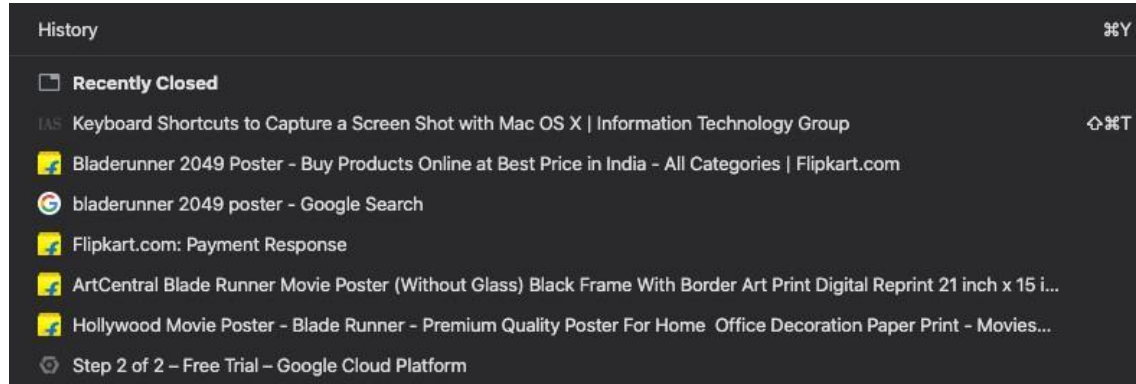 History ⌘Y
Recently Closed
IAS Keyboard Shortcuts to Capture a Screen Shot with Mac OS X | Information Technology Group ⇧⌘T
Bladerunner 2049 Poster - Buy Products Online at Best Price in India - All Categories | Flipkart.com
bladerunner 2049 poster - Google Search
Flipkart.com: Payment Response
ArtCentral Blade Runner Movie Poster (Without Glass) Black Frame With Border Art Print Digital Reprint 21 inch x 15 i...
Hollywood Movie Poster - Blade Runner - Premium Quality Poster For Home  Office Decoration Paper Print - Movies...
Step 2 of 2 – Free Trial – Google Cloud Platform